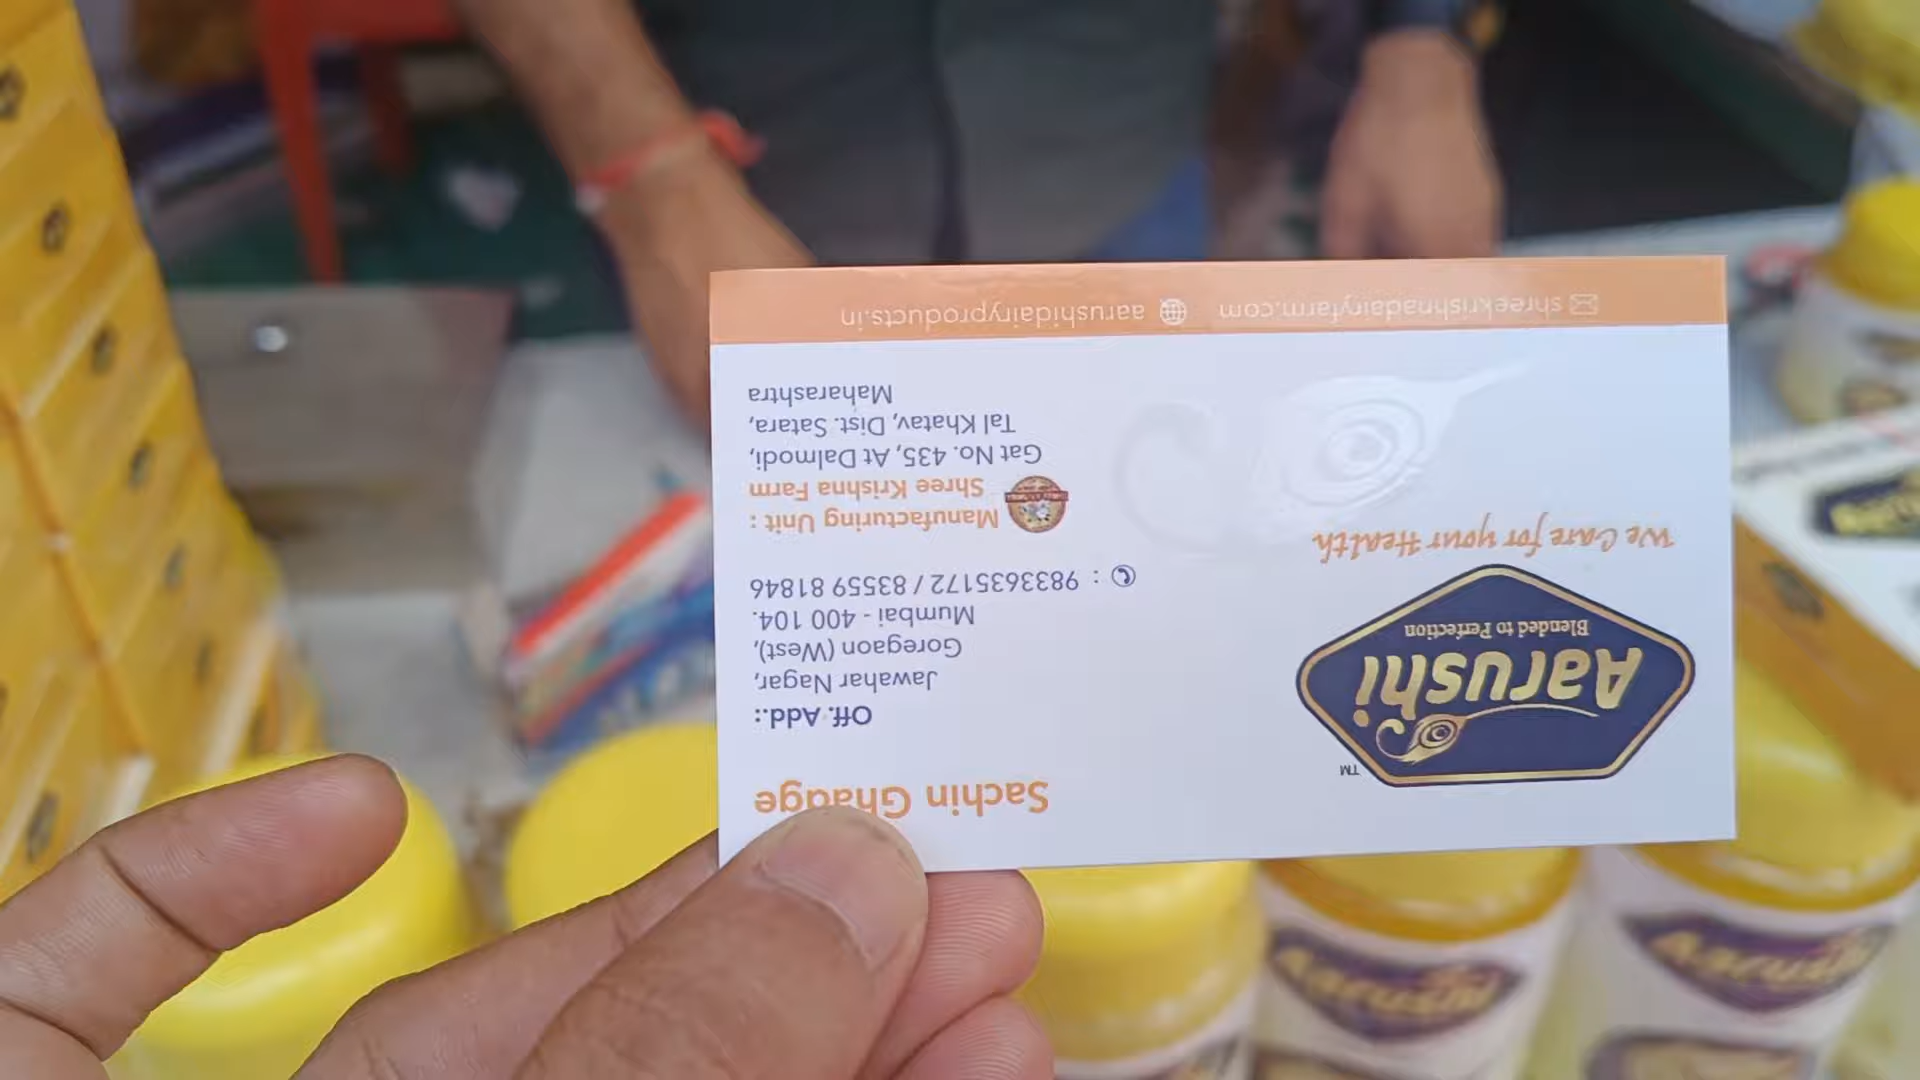 Aarushi
TM
Blended to Perfection
We Care for your Health
Sachin Ghadge
Off. Add.:
Jawahar Nagar,
Goregaon (West),
Mumbai - 400 104.
: 9833635172 / 83559 81846
Manufacturing Unit :
Shree Krishna Farm
Gat No. 435, At Dalmodi,
Tal Khatav, Dist. Satara,
Maharashtra
shreekrishnadairyfarm.com
aarushidairyproducts.in
Aarushi
Aarushi